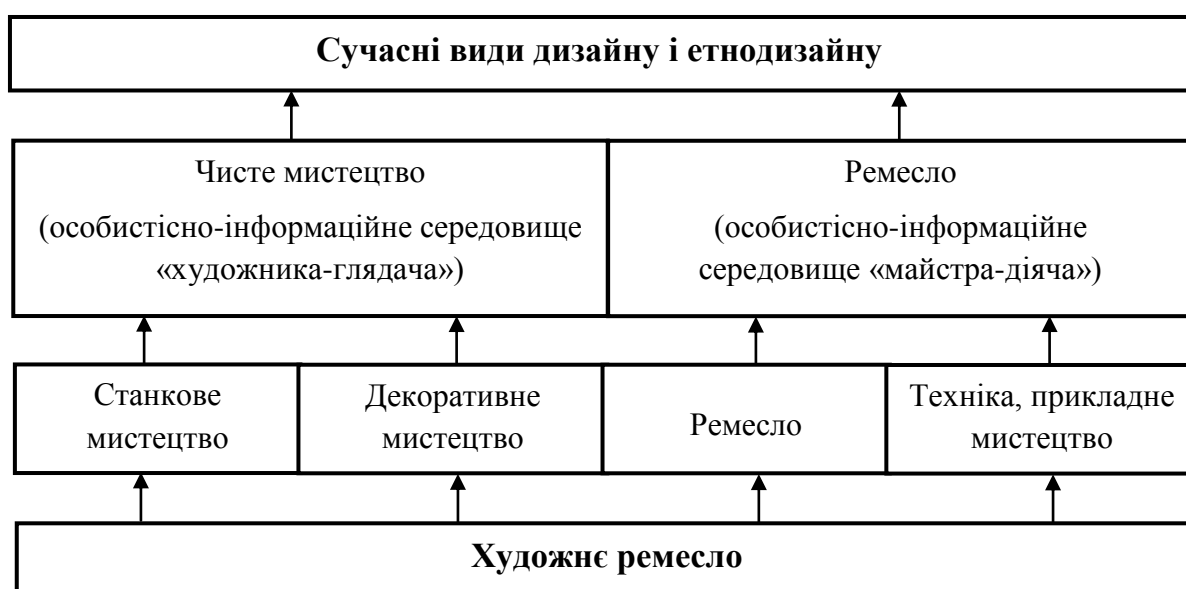 Сучасні види дизайну і етнодизайну
Чисте мистецтво
(особистісно-інформаційне середовище
«художника-глядача»)
Ремесло
(особистісно-інформаційне
середовище «майстра-діяча»)
Станкове
мистецтво
Декоративне
мистецтво
Ремесло
Техніка, прикладне
мистецтво
Художнє ремесло